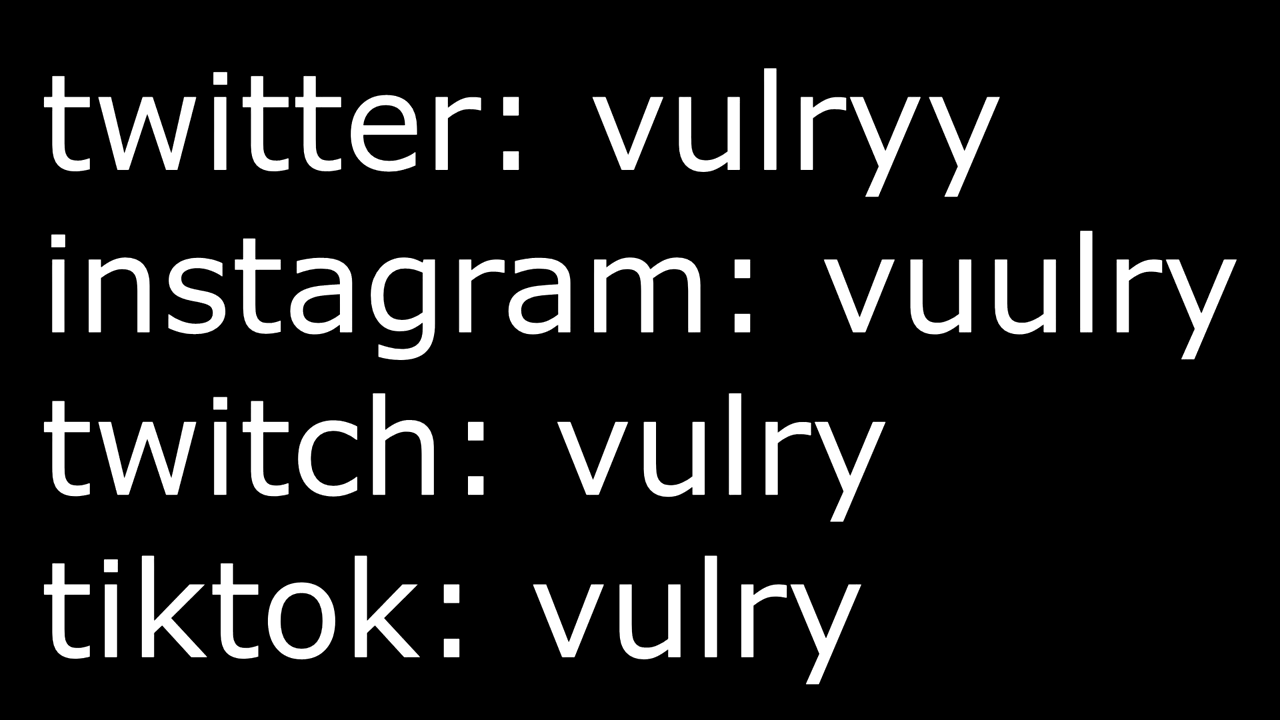 twitter: vulryy
instagram: vuulry
twitch: vulry
tiktok: vulry